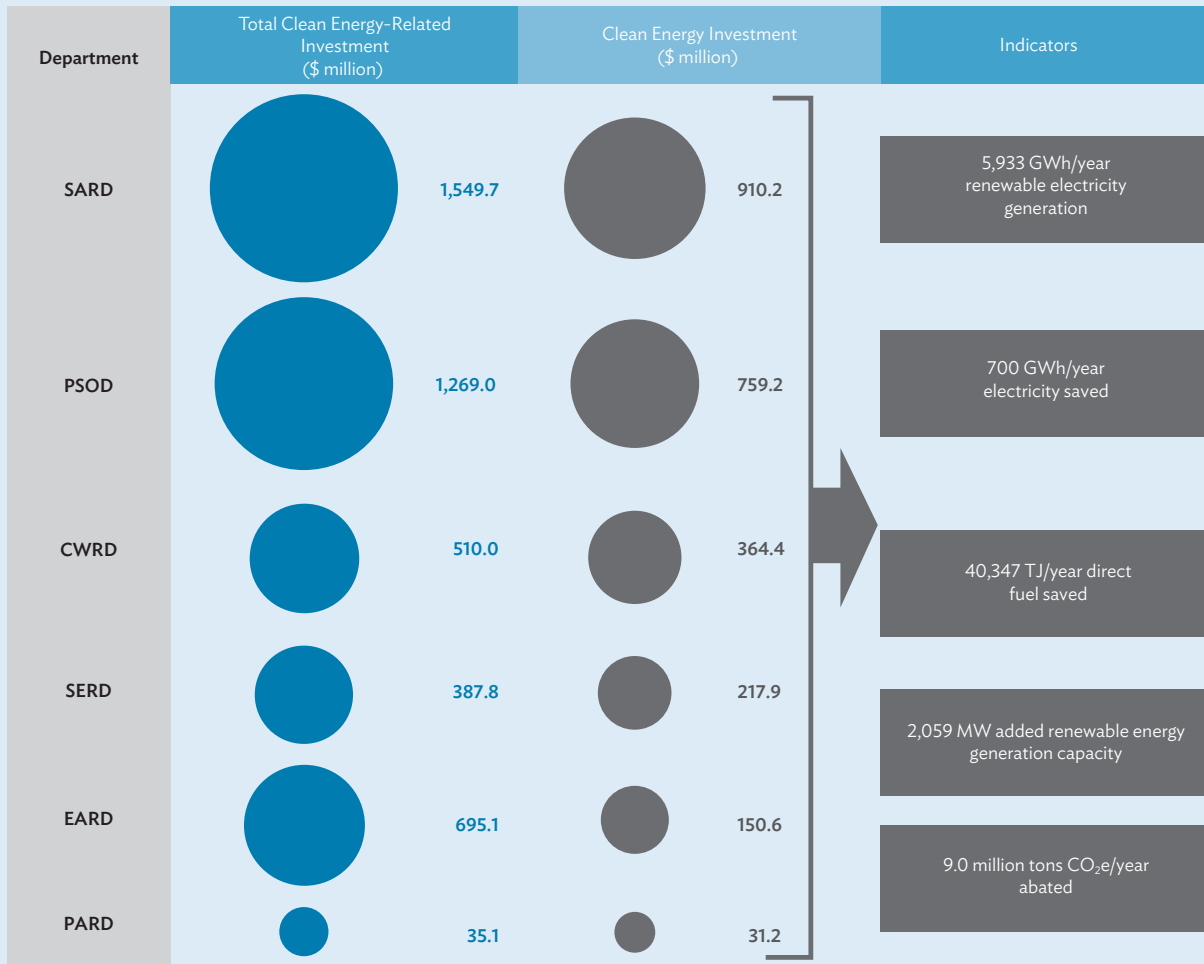 Department
Total Clean Energy-Related
Investment
($ million)
Clean Energy Investment
($ million)
Indicators
SARD
1,549.7
910.2
5,933 GWh/year
renewable electricity
generation
PSOD
1,269.0
759.2
700 GWh/year
electricity saved
CWRD
510.0
364.4
40,347 TJ/year direct
fuel saved
SERD
387.8
217.9
2,059 MW added renewable energy
generation capacity
EARD
695.1
150.6
9.0 million tons CO₂e/year
abated
PARD
35.1
31.2